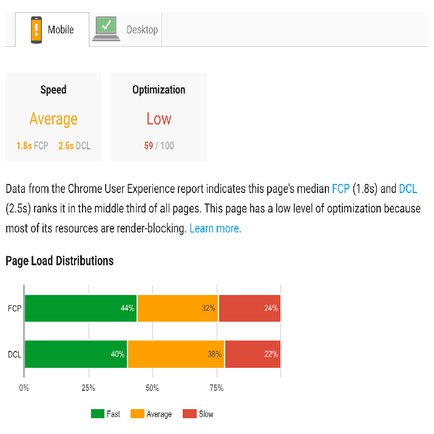 Mobile Desktop
Speed Optimization
Average Low
1.8s FCP 2.5s DCL 59 / 100
Data from the Chrome User Experience report indicates this page's median FCP (1.8s) and DCL
(2.5s) ranks it in the middle third of all pages. This page has a low level of optimization because
most of its resources are render-blocking. Learn more.
Page Load Distributions
FCP 44% 32% 24%
DCL 40% 38% 22%
0% 25% 50% 75%
Fast Average Slow